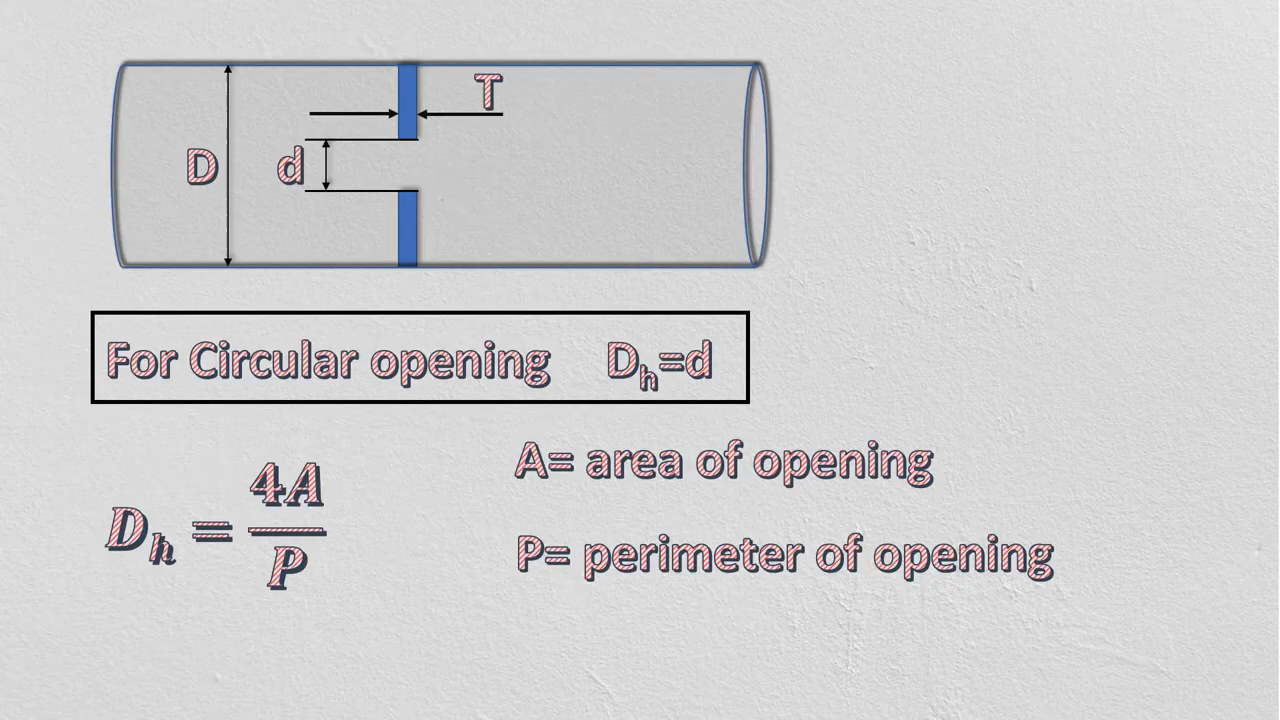 T
D
d
For Circular opening D_h=d
A= area of opening
D_h = 4A/P
P= perimeter of opening